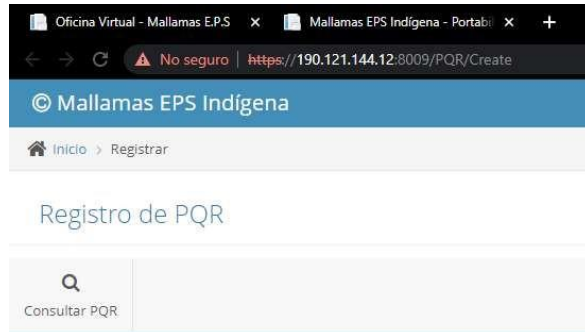 Oficina Virtual - Mallamas E.P.S × Mallamas EPS Indígena - Portabi × +
No seguro | https://190.121.144.12:8009/PQR/Create
© Mallamas EPS Indígena
Inicio > Registrar
Registro de PQR
Consultar PQR